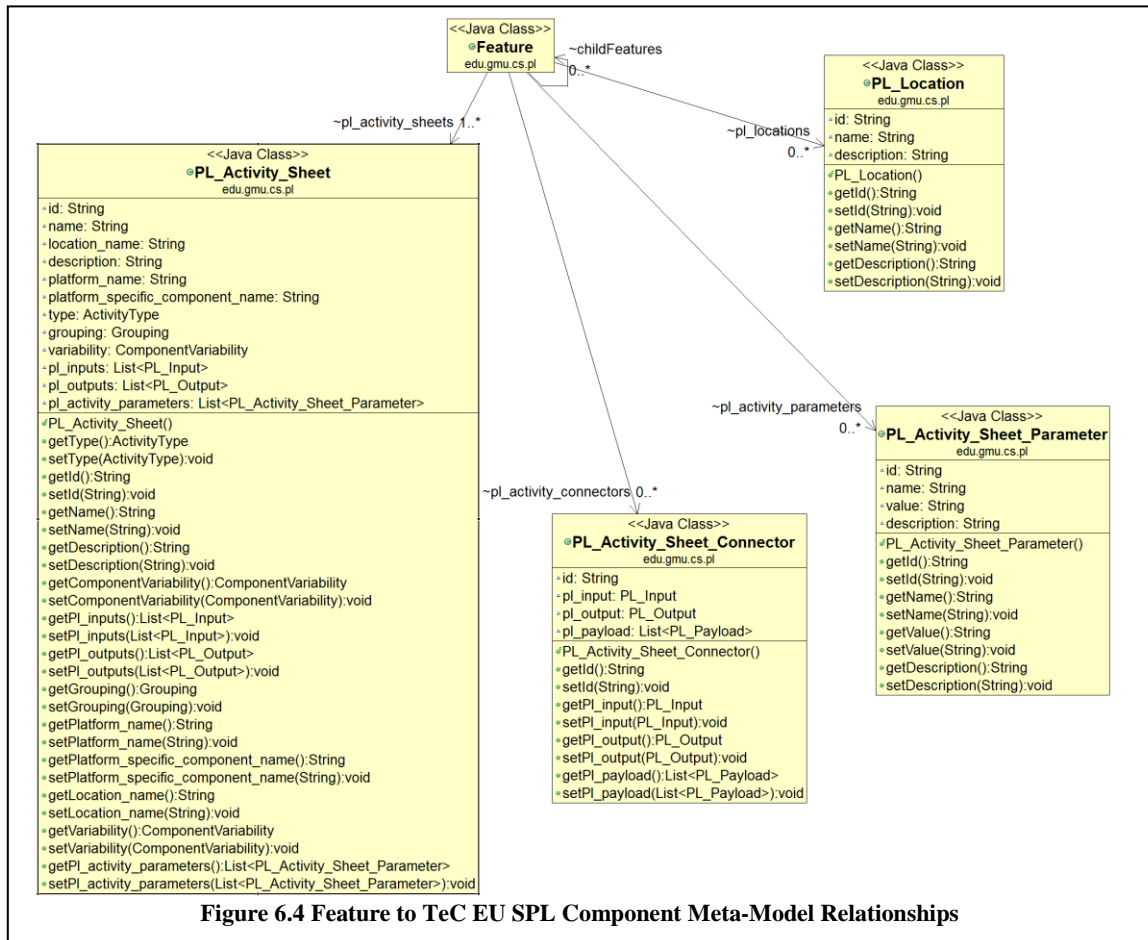 <<Java Class>>
Feature
edu.gmu.cs.pl
~childFeatures
0..*
~pl_activity_sheets 1..*
~pl_locations
0..*
<<Java Class>>
PL_Location
edu.gmu.cs.pl
id: String
name: String
description: String
PL_Location()
getId():String
setId(String):void
getName():String
setName(String):void
getDescription():String
setDescription(String):void
<<Java Class>>
PL_Activity_Sheet
edu.gmu.cs.pl
id: String
name: String
location_name: String
description: String
platform_name: String
platform_specific_component_name: String
type: ActivityType
grouping: Grouping
variability: ComponentVariability
pl_inputs: List<PL_Input>
pl_outputs: List<PL_Output>
pl_activity_parameters: List<PL_Activity_Sheet_Parameter>
PL_Activity_Sheet()
getType():ActivityType
setType(ActivityType):void
getId():String
setId(String):void
getName():String
setName(String):void
getDescription():String
setDescription(String):void
getComponentVariability():ComponentVariability
setComponentVariability(ComponentVariability):void
getPl_inputs():List<PL_Input>
setPl_inputs(List<PL_Input>):void
getPl_outputs():List<PL_Output>
setPl_outputs(List<PL_Output>):void
getGrouping():Grouping
setGrouping(Grouping):void
getPlatform_name():String
setPlatform_name(String):void
getPlatform_specific_component_name():String
setPlatform_specific_component_name(String):void
getLocation_name():String
setLocation_name(String):void
getVariability():ComponentVariability
setVariability(ComponentVariability):void
getPl_activity_parameters():List<PL_Activity_Sheet_Parameter>
setPl_activity_parameters(List<PL_Activity_Sheet_Parameter>):void
~pl_activity_connectors 0..*
<<Java Class>>
PL_Activity_Sheet_Connector
edu.gmu.cs.pl
id: String
pl_input: PL_Input
pl_output: PL_Output
pl_payload: List<PL_Payload>
PL_Activity_Sheet_Connector()
getId():String
setId(String):void
getPl_input():PL_Input
setPl_input(PL_Input):void
getPl_output():PL_Output
setPl_output(PL_Output):void
getPl_payload():List<PL_Payload>
setPl_payload(List<PL_Payload>):void
~pl_activity_parameters
0..*
<<Java Class>>
PL_Activity_Sheet_Parameter
edu.gmu.cs.pl
id: String
name: String
value: String
description: String
PL_Activity_Sheet_Parameter()
getId():String
setId(String):void
getName():String
setName(String):void
getValue():String
setValue(String):void
getDescription():String
setDescription(String):void
Figure 6.4 Feature to TeC EU SPL Component Meta-Model Relationships